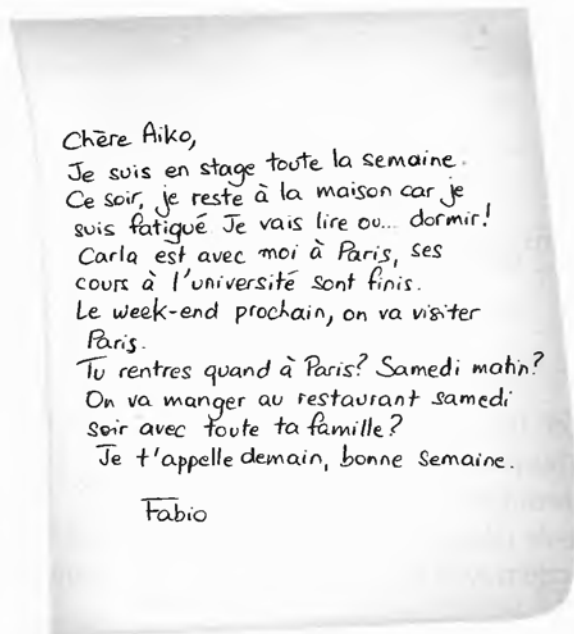 Chère Aiko,
Je suis en stage toute la semaine.
Ce soir, je reste à la maison car je
suis fatigué Je vais lire ou... dormir!
Carla est avec moi à Paris, ses
cours à l'université sont finis.
Le week-end prochain, on va visiter
Paris.
Tu rentres quand à Paris? Samedi matin?
On va manger au restaurant samedi
soir avec toute ta famille?
Je t'appelle demain, bonne semaine.
Fabio